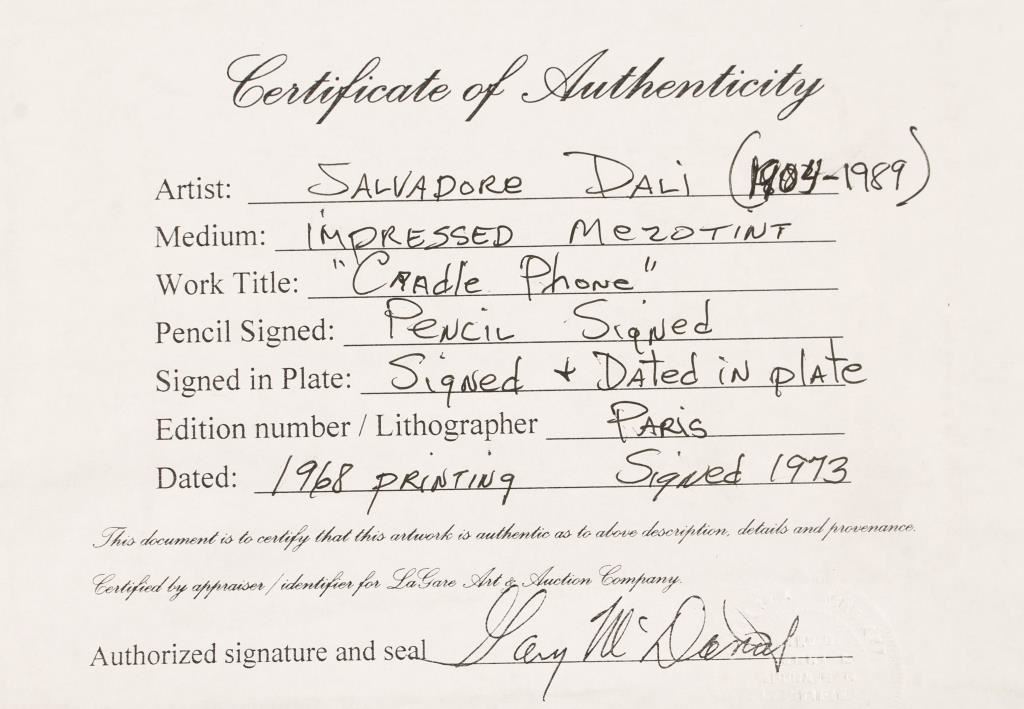 Certificate of Authenticity
Artist: SALVADORE DALi (1904-1989)
Medium: IMPRESSED MEZOTINT
Work Title: "CRAdle PhoNe"
Pencil Signed: PENCIL SigNed
Signed in Plate: SigNed + DATed iN plATe
Edition number / Lithographer PARis
Dated: 1968 PRiNTiNg SigNed 1973
This document is to certify that this artwork is authentic as to above description, details and provenance.
Certified by appraiser / identifier for LaGare Art & Auction Company.
Authorized signature and seal Gary McDonald